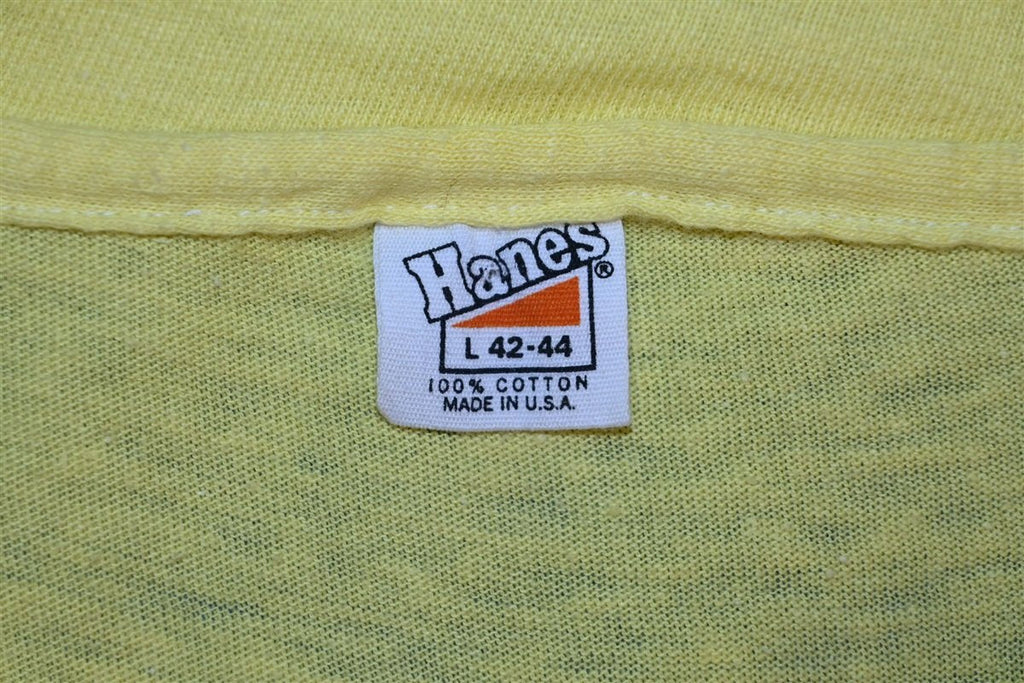 Hanes®
L 42-44
100% COTTON
MADE IN U.S.A.